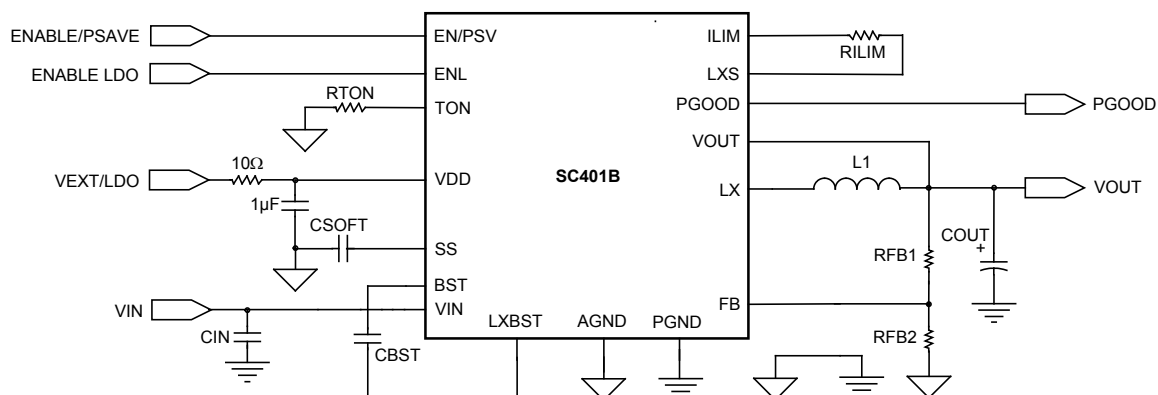 ENABLE/PSAVE
ENABLE LDO
EN/PSV
ENL
RTON
TON
VEXT/LDO
10Ω
VDD
1µF
CSOFT
SS
BST
VIN
VIN
CIN
CBST
SC401B
LXBST
AGND
PGND
ILIM
RILIM
LXS
PGOOD
PGOOD
VOUT
L1
LX
VOUT
COUT
+
RFB1
FB
RFB2